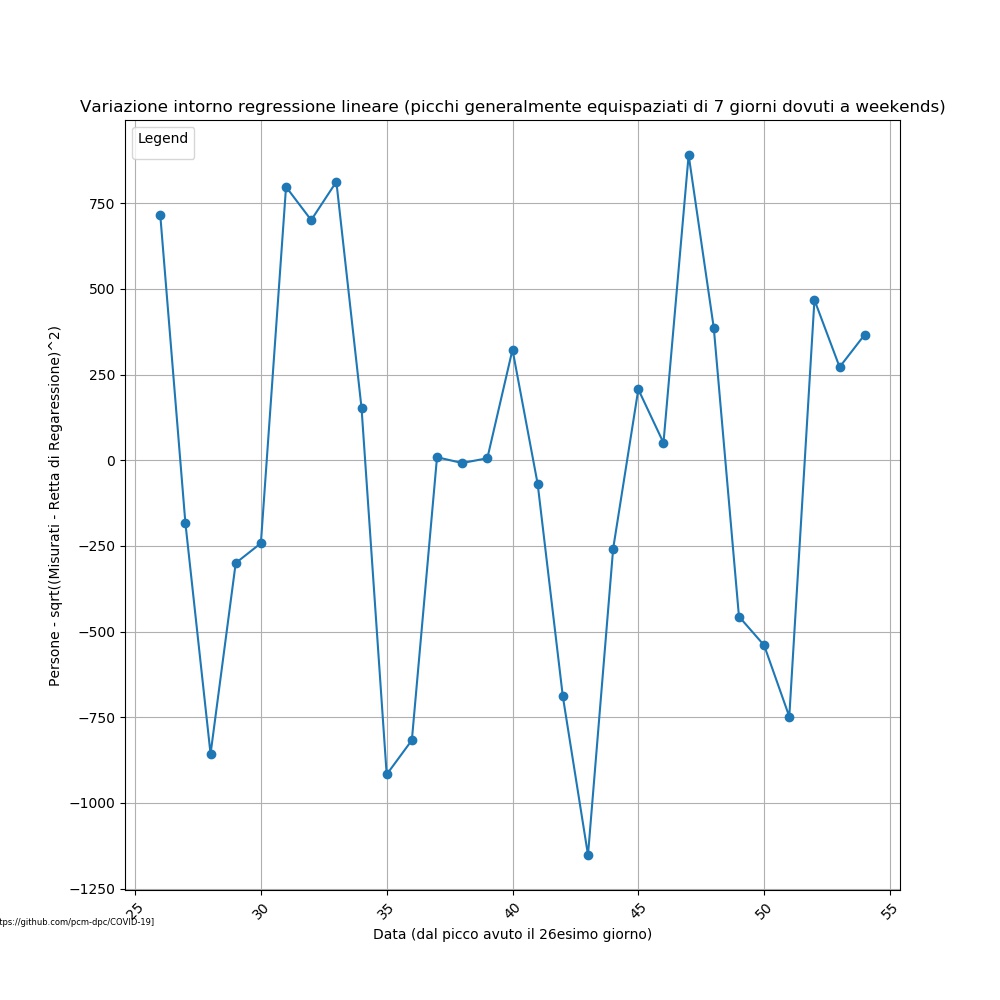 Variazione intorno regressione lineare (picchi generalmente equispaziati di 7 giorni dovuti a weekends)
Legend
Persone - sqrt((Misurati - Retta di Regaressione)^2)
750
500
250
0
−250
−500
−750
−1000
−1250
25 30 35 40 45 50 55
tps://github.com/pcm-dpc/COVID-19]
Data (dal picco avuto il 26esimo giorno)